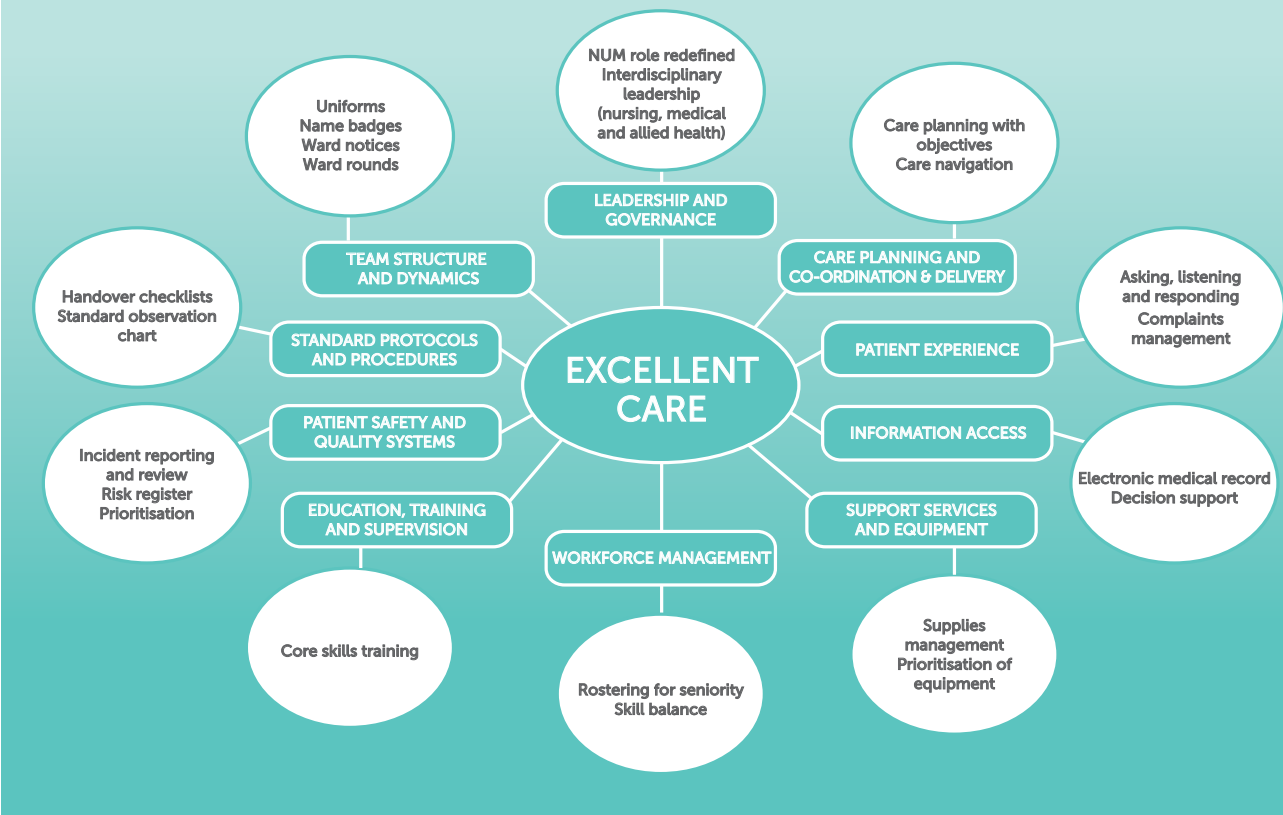 EXCELLENT
CARE
NUM role redefined
Interdisciplinary
leadership
(nursing, medical
and allied health)
LEADERSHIP AND
GOVERNANCE
Care planning with
objectives
Care navigation
CARE PLANNING AND
CO-ORDINATION & DELIVERY
Asking, listening
and responding
Complaints
management
PATIENT EXPERIENCE
INFORMATION ACCESS
Electronic medical record
Decision support
SUPPORT SERVICES
AND EQUIPMENT
Supplies
management
Prioritisation of
equipment
WORKFORCE MANAGEMENT
Rostering for seniority
Skill balance
EDUCATION, TRAINING
AND SUPERVISION
Core skills training
PATIENT SAFETY AND
QUALITY SYSTEMS
Incident reporting
and review
Risk register
Prioritisation
STANDARD PROTOCOLS
AND PROCEDURES
Handover checklists
Standard observation
chart
TEAM STRUCTURE
AND DYNAMICS
Uniforms
Name badges
Ward notices
Ward rounds